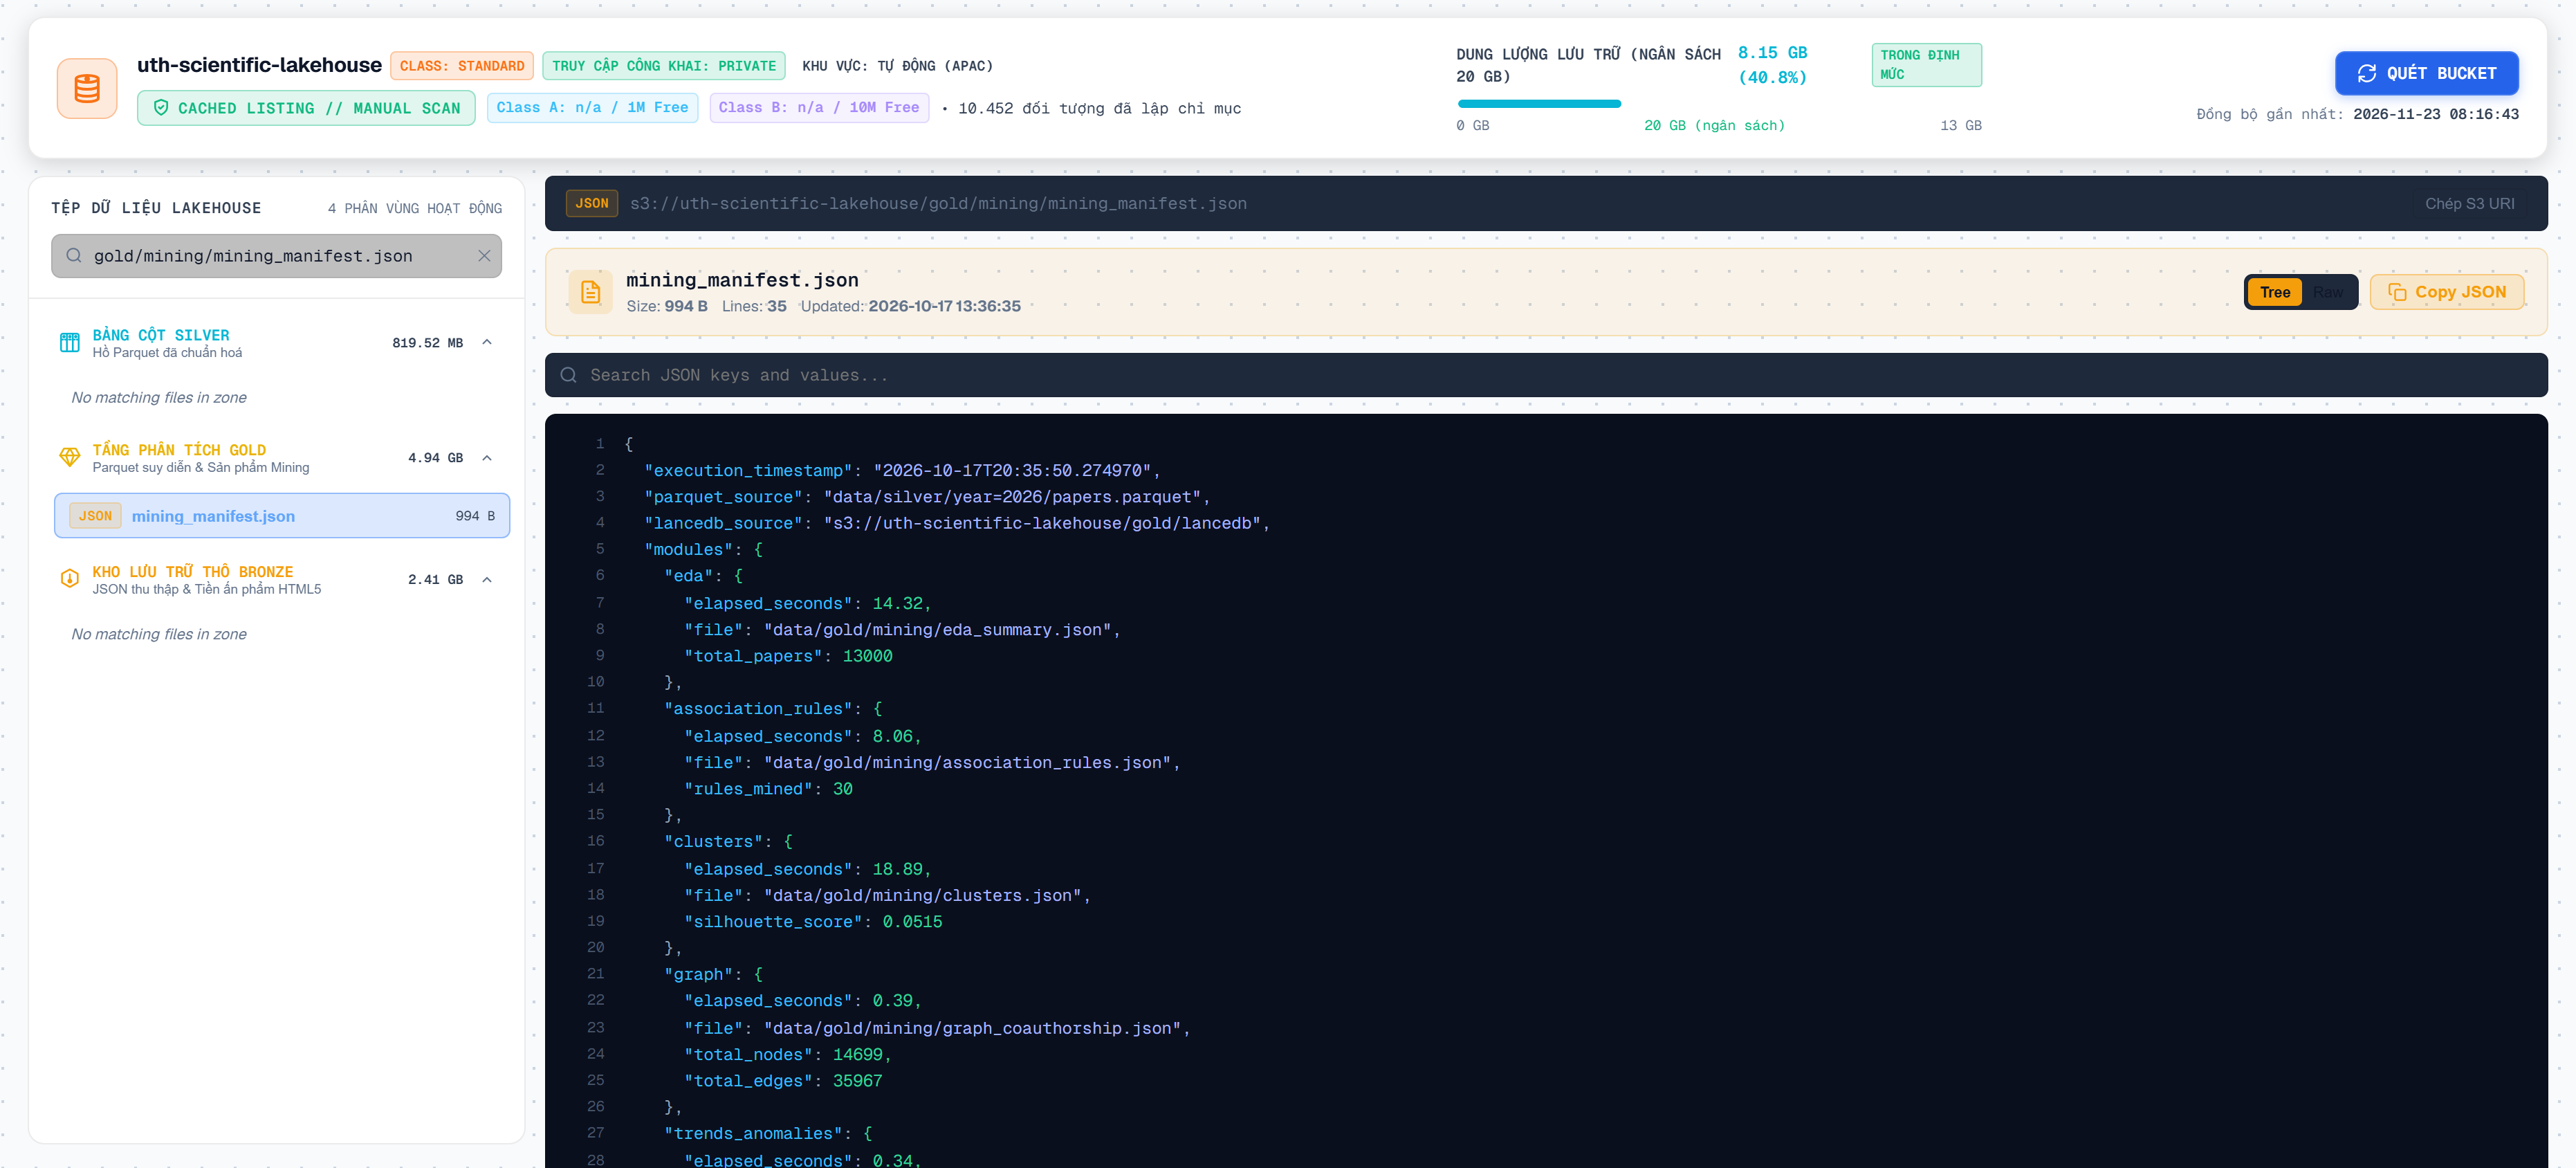 uth-scientific-lakehouse CLASS: STANDARD TRUY CẬP CÔNG KHAI: PRIVATE KHU VỰC: TỰ ĐỘNG (APAC)
CACHED LISTING // MANUAL SCAN Class A: n/a / 1M Free Class B: n/a / 10M Free • 10.452 đối tượng đã lập chỉ mục
DUNG LƯỢNG LƯU TRỮ (NGÂN SÁCH
20 GB)
8.15 GB
(40.8%)
TRONG ĐỊNH
MỨC
0 GB 20 GB (ngân sách) 13 GB
QUÉT BUCKET
Đồng bộ gần nhất: 2026-11-23 08:16:43
TỆP DỮ LIỆU LAKEHOUSE 4 PHÂN VÙNG HOẠT ĐỘNG
gold/mining/mining_manifest.json
BẢNG CỘT SILVER
Hồ Parquet đã chuẩn hoá
819.52 MB
No matching files in zone
TẦNG PHÂN TÍCH GOLD
Parquet suy diễn & Sản phẩm Mining
4.94 GB
JSON mining_manifest.json 994 B
KHO LƯU TRỮ THÔ BRONZE
JSON thu thập & Tiền ấn phẩm HTML5
2.41 GB
No matching files in zone
JSON s3://uth-scientific-lakehouse/gold/mining/mining_manifest.json Chép S3 URI
mining_manifest.json
Size: 994 B Lines: 35 Updated: 2026-10-17 13:36:35
Tree Raw Copy JSON
Search JSON keys and values...
1 {
2 "execution_timestamp": "2026-10-17T20:35:50.274970",
3 "parquet_source": "data/silver/year=2026/papers.parquet",
4 "lancedb_source": "s3://uth-scientific-lakehouse/gold/lancedb",
5 "modules": {
6 "eda": {
7 "elapsed_seconds": 14.32,
8 "file": "data/gold/mining/eda_summary.json",
9 "total_papers": 13000
10 },
11 "association_rules": {
12 "elapsed_seconds": 8.06,
13 "file": "data/gold/mining/association_rules.json",
14 "rules_mined": 30
15 },
16 "clusters": {
17 "elapsed_seconds": 18.89,
18 "file": "data/gold/mining/clusters.json",
19 "silhouette_score": 0.0515
20 },
21 "graph": {
22 "elapsed_seconds": 0.39,
23 "file": "data/gold/mining/graph_coauthorship.json",
24 "total_nodes": 14699,
25 "total_edges": 35967
26 },
27 "trends_anomalies": {
28 "elapsed_seconds": 0.34,